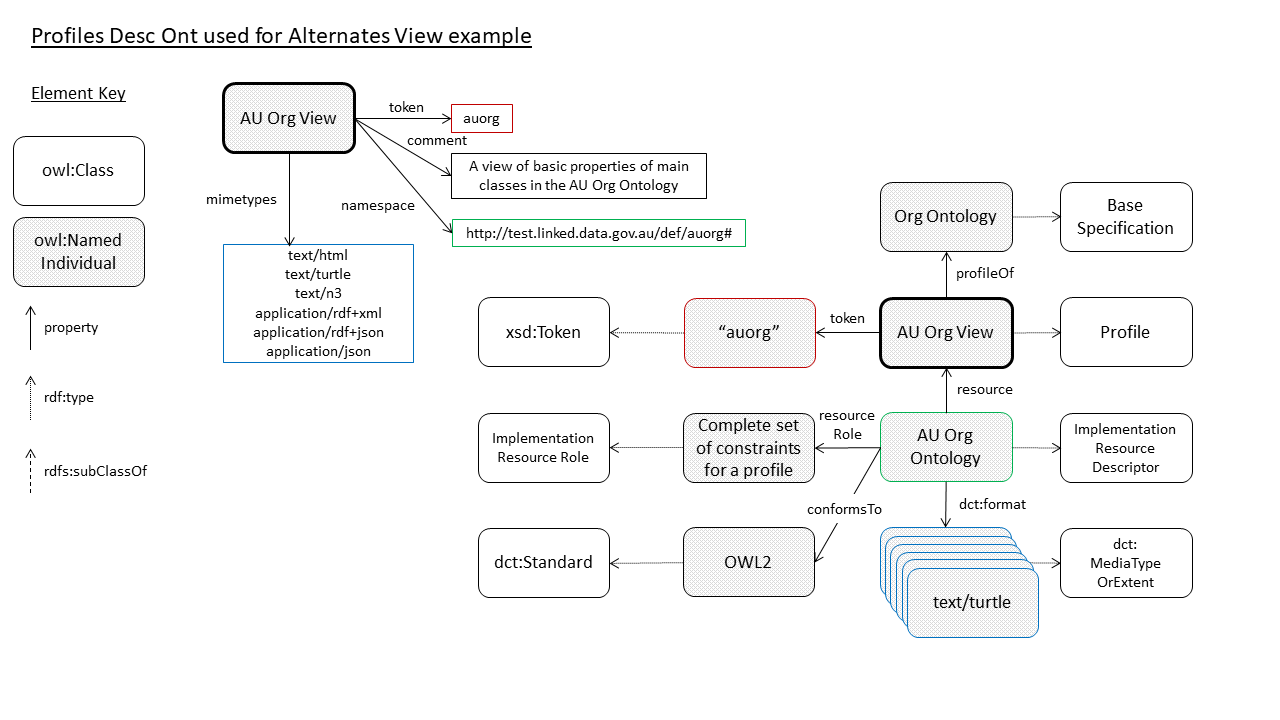 Profiles Desc Ont used for Alternates View example
Element Key
owl:Class
owl:Named
Individual
property
rdf:type
rdfs:subClassOf
AU Org View
token
auorg
comment
A view of basic properties of main
classes in the AU Org Ontology
namespace
http://test.linked.data.gov.au/def/auorg#
mimetypes
text/html
text/turtle
text/n3
application/rdf+xml
application/rdf+json
application/json
Org Ontology
Base
Specification
profileOf
xsd:Token
“auorg”
token
AU Org View
Profile
resource
Implementation
Resource Role
Complete set
of constraints
for a profile
resource
Role
AU Org
Ontology
Implementation
Resource
Descriptor
conformsTo
dct:format
dct:Standard
OWL2
text/turtle
dct:
MediaType
OrExtent